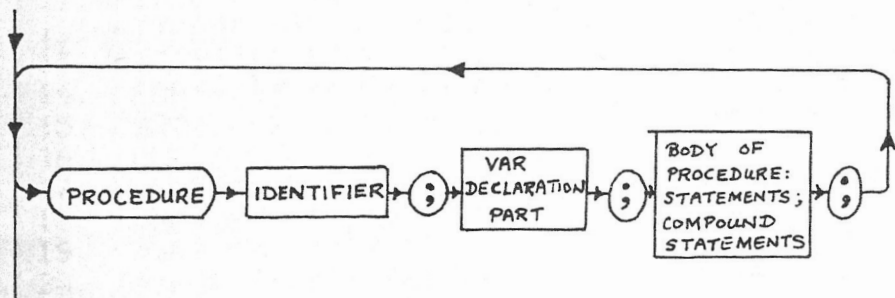 PROCEDURE
IDENTIFIER
;
VAR
DECLARATION
PART
;
BODY OF
PROCEDURE:
STATEMENTS;
COMPOUND
STATEMENTS
;